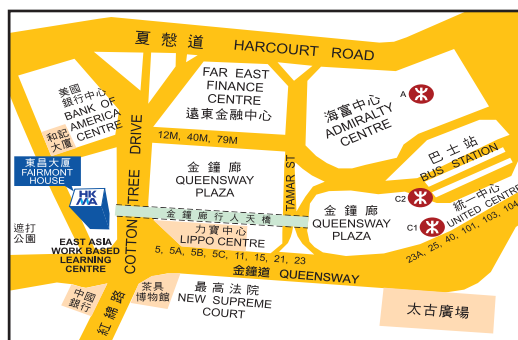 夏慤道 HARCOURT ROAD
美國
銀行中心
BANK OF
AMERICA
CENTRE
和記
大廈
FAR EAST
FINANCE
CENTRE
遠東金融中心
A
海富中心
ADMIRALTY
CENTRE
12M, 40M, 79M
COTTON TREE DRIVE
紅綿路
TAMAR ST
巴士站
BUS STATION
東昌大廈
FAIRMONT
HOUSE
HK
MA
金鐘廊
QUEENSWAY
PLAZA
C2
金鐘廊
QUEENSWAY
PLAZA
統一中心
UNITED CENTRE
C1
23A, 25, 40, 101, 103, 104
金鐘廊行人天橋
遮打
公園
EAST ASIA
WORK BASED
LEARNING
CENTRE
力寶中心
LIPPO CENTRE
5, 5A, 5B, 5C, 11, 15, 21, 23
金鐘道 QUEENSWAY
中國
銀行
茶具
博物館
最高法院
NEW SUPREME
COURT
太古廣場